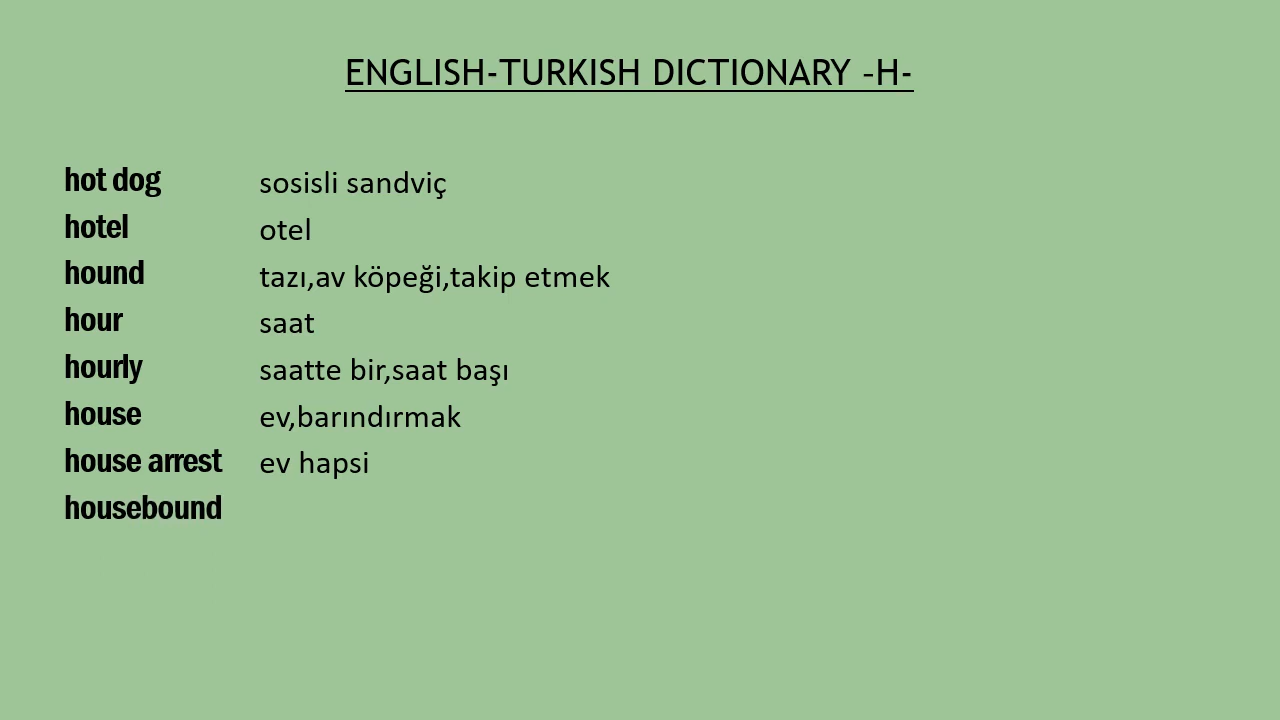 ENGLISH-TURKISH DICTIONARY –H-
hot dog sosisli sandviç
hotel otel
hound tazı,av köpeği,takip etmek
hour saat
hourly saatte bir,saat başı
house ev,barındırmak
house arrest ev hapsi
housebound